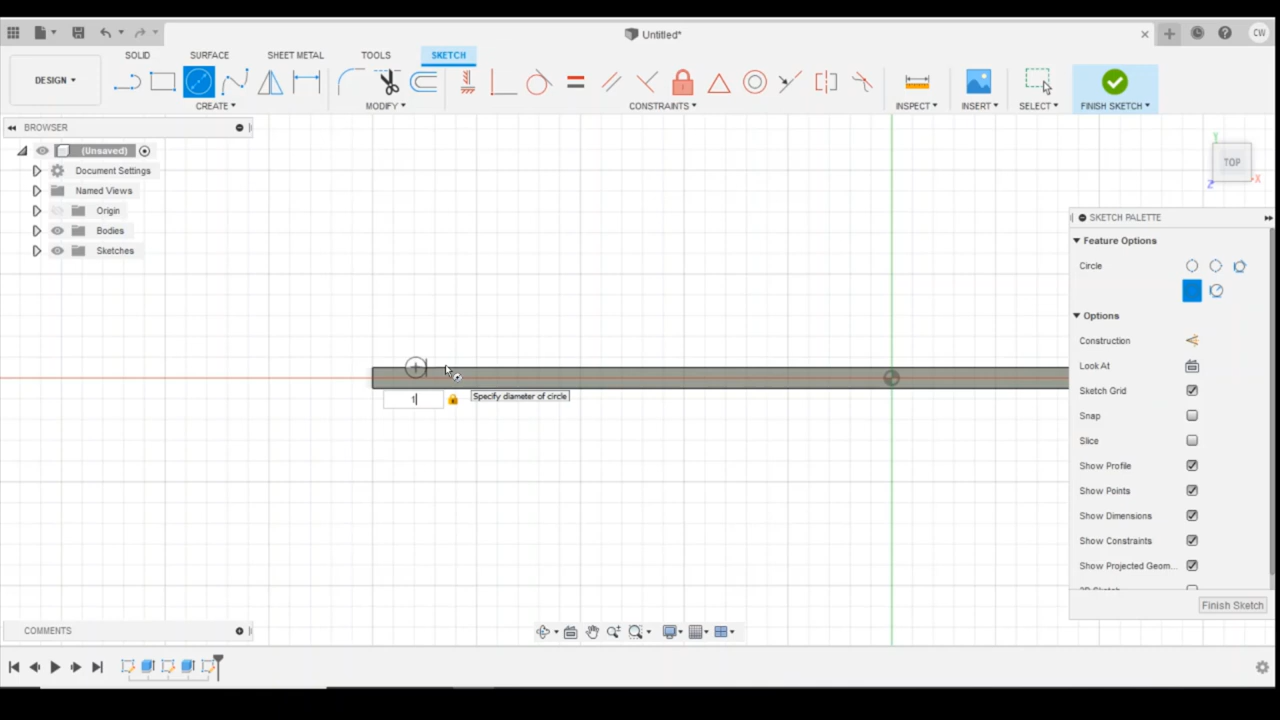 Untitled*
CW
DESIGN
SOLID
SURFACE
SHEET METAL
TOOLS
SKETCH
CREATE
MODIFY
CONSTRAINTS
INSPECT
INSERT
SELECT
FINISH SKETCH
BROWSER
(Unsaved)
Document Settings
Named Views
Origin
Bodies
Sketches
Y
TOP
Z
X
SKETCH PALETTE
Feature Options
Circle
Options
Construction
Look At
Sketch Grid
Snap
Slice
Show Profile
Show Points
Show Dimensions
Show Constraints
Show Projected Geom...
Finish Sketch
1
Specify diameter of circle
COMMENTS